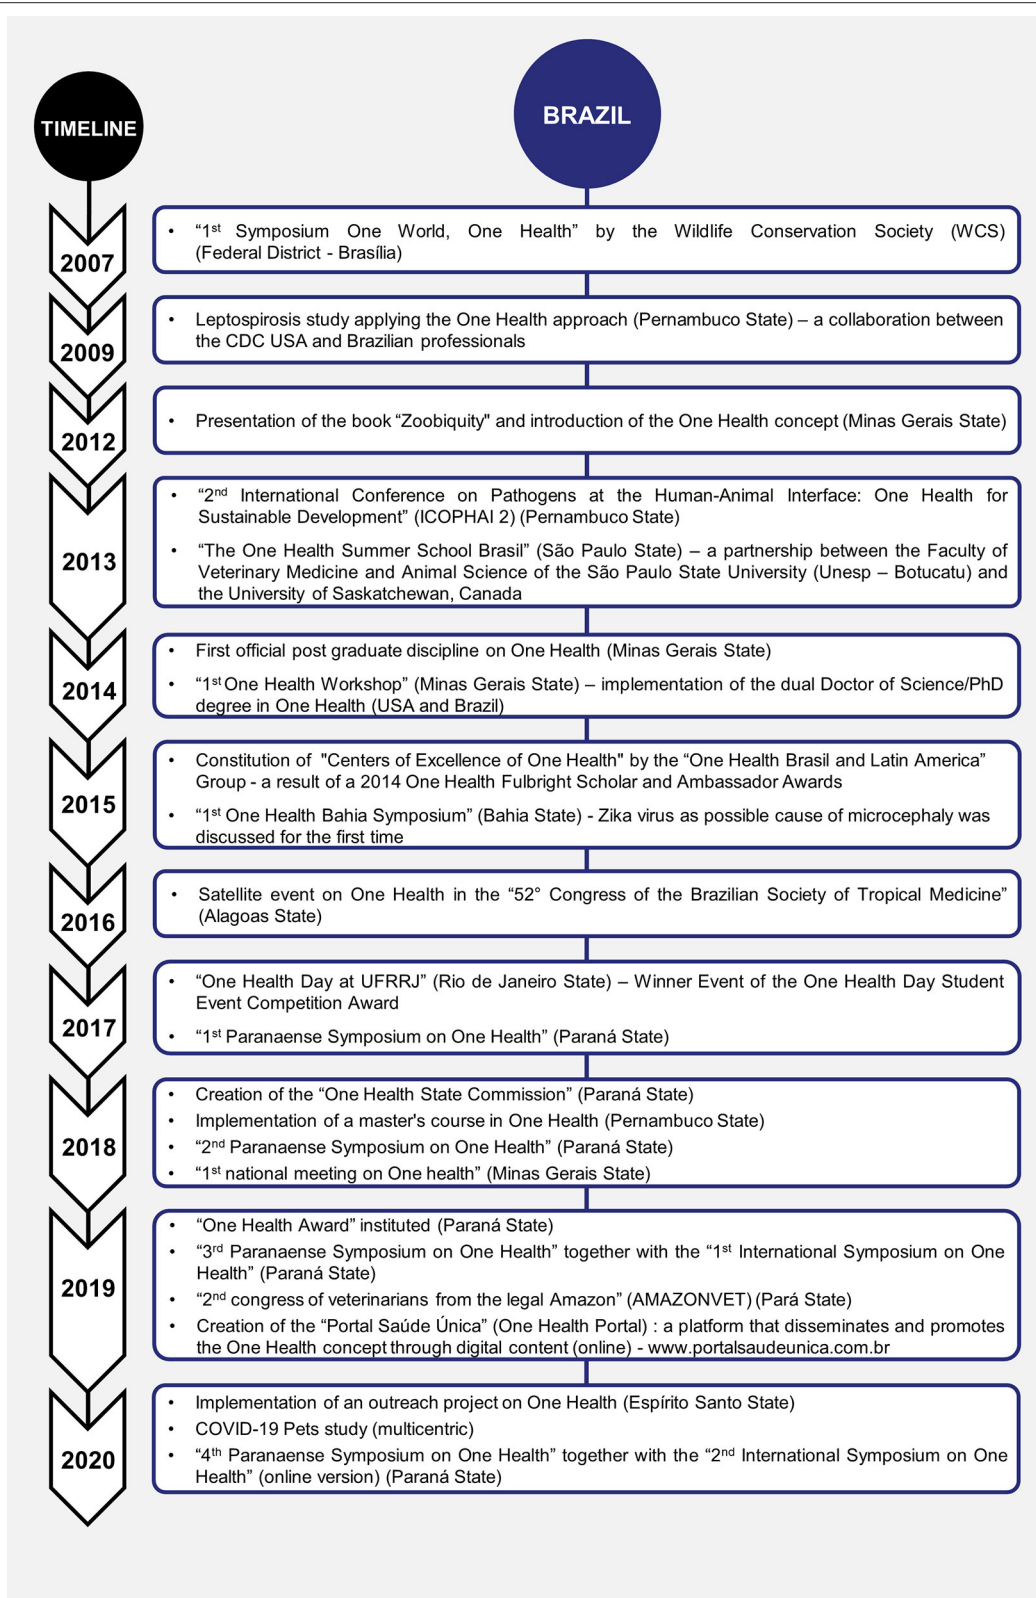 TIMELINE
BRAZIL
2007
• “1st Symposium One World, One Health” by the Wildlife Conservation Society (WCS)
(Federal District - Brasília)
2009
• Leptospirosis study applying the One Health approach (Pernambuco State) – a collaboration between
the CDC USA and Brazilian professionals
2012
• Presentation of the book “Zoobiquity" and introduction of the One Health concept (Minas Gerais State)
2013
• “2nd International Conference on Pathogens at the Human-Animal Interface: One Health for
Sustainable Development” (ICOPHAI 2) (Pernambuco State)
• “The One Health Summer School Brasil” (São Paulo State) – a partnership between the Faculty of
Veterinary Medicine and Animal Science of the São Paulo State University (Unesp – Botucatu) and
the University of Saskatchewan, Canada
2014
• First official post graduate discipline on One Health (Minas Gerais State)
• “1st One Health Workshop” (Minas Gerais State) – implementation of the dual Doctor of Science/PhD
degree in One Health (USA and Brazil)
2015
• Constitution of "Centers of Excellence of One Health" by the “One Health Brasil and Latin America”
Group - a result of a 2014 One Health Fulbright Scholar and Ambassador Awards
• “1st One Health Bahia Symposium” (Bahia State) - Zika virus as possible cause of microcephaly was
discussed for the first time
2016
• Satellite event on One Health in the “52° Congress of the Brazilian Society of Tropical Medicine”
(Alagoas State)
2017
• “One Health Day at UFRRJ” (Rio de Janeiro State) – Winner Event of the One Health Day Student
Event Competition Award
• “1st Paranaense Symposium on One Health” (Paraná State)
2018
• Creation of the “One Health State Commission” (Paraná State)
• Implementation of a master's course in One Health (Pernambuco State)
• “2nd Paranaense Symposium on One Health” (Paraná State)
• “1st national meeting on One health” (Minas Gerais State)
2019
• “One Health Award” instituted (Paraná State)
• “3rd Paranaense Symposium on One Health” together with the “1st International Symposium on One
Health” (Paraná State)
• “2nd congress of veterinarians from the legal Amazon” (AMAZONVET) (Pará State)
• Creation of the “Portal Saúde Única” (One Health Portal) : a platform that disseminates and promotes
the One Health concept through digital content (online) - www.portalsaudeunica.com.br
2020
• Implementation of an outreach project on One Health (Espírito Santo State)
• COVID-19 Pets study (multicentric)
• “4th Paranaense Symposium on One Health” together with the “2nd International Symposium on One
Health” (online version) (Paraná State)